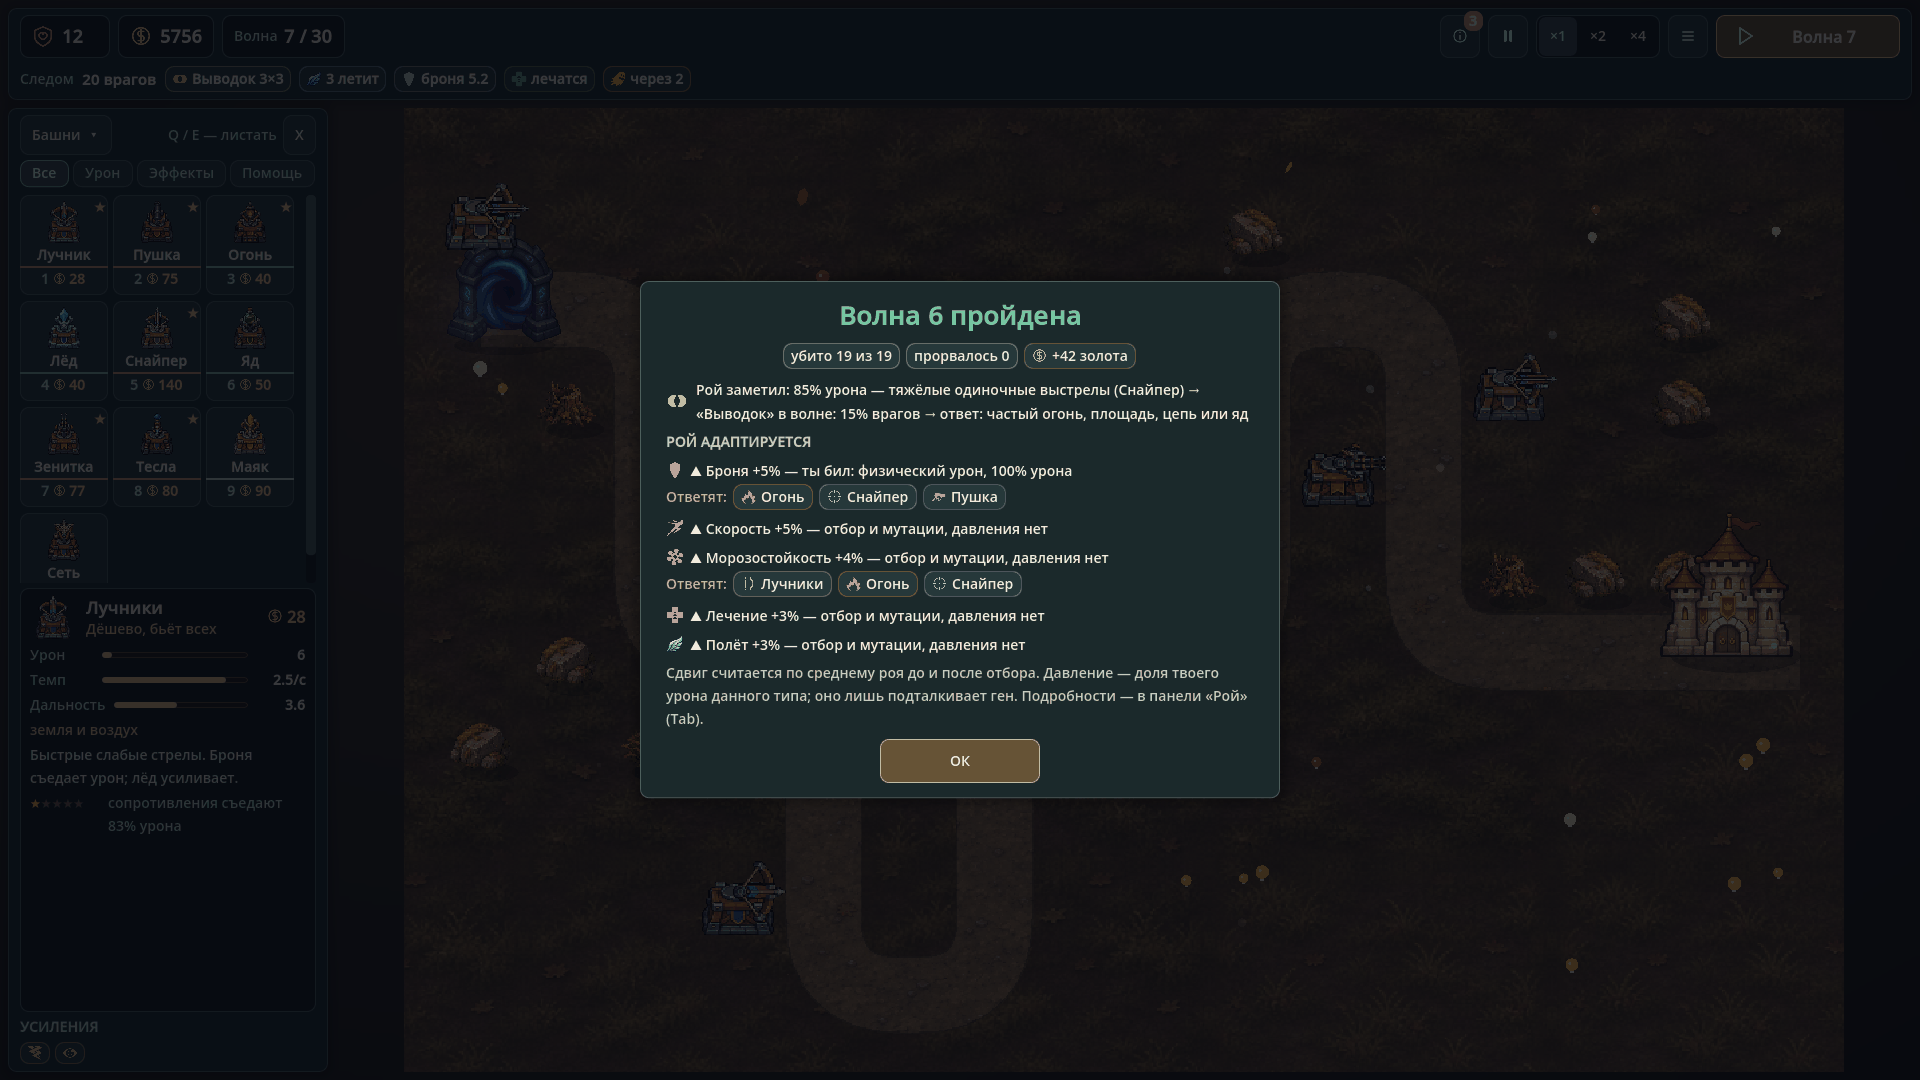 12
5756
Волна 7 / 30
3
×1
×2
×4
Волна 7
Следом 20 врагов
Выводок 3×3
3 летит
броня 5.2
лечатся
через 2
Башни
Q / E — листать
X
Все
Урон
Эффекты
Помощь
Лучник
Пушка
Огонь
1 28
2 75
3 40
Лёд
Снайпер
Яд
4 40
5 140
6 50
Зенитка
Тесла
Маяк
7 77
8 80
9 90
Сеть
Лучники
28
Дёшево, бьёт всех
Урон 6
Темп 2.5/с
Дальность 3.6
земля и воздух
Быстрые слабые стрелы. Броня
съедает урон; лёд усиливает.
★★★★★ сопротивления съедают
83% урона
УСИЛЕНИЯ
Волна 6 пройдена
убито 19 из 19
прорвалось 0
+42 золота
Рой заметил: 85% урона — тяжёлые одиночные выстрелы (Снайпер) →
«Выводок» в волне: 15% врагов → ответ: частый огонь, площадь, цепь или яд
РОЙ АДАПТИРУЕТСЯ
▲ Броня +5% — ты бил: физический урон, 100% урона
Ответят: Огонь Снайпер Пушка
▲ Скорость +5% — отбор и мутации, давления нет
▲ Морозостойкость +4% — отбор и мутации, давления нет
Ответят: Лучники Огонь Снайпер
▲ Лечение +3% — отбор и мутации, давления нет
▲ Полёт +3% — отбор и мутации, давления нет
Сдвиг считается по среднему роя до и после отбора. Давление — доля твоего
урона данного типа; оно лишь подталкивает ген. Подробности — в панели «Рой»
(Tab).
ОК